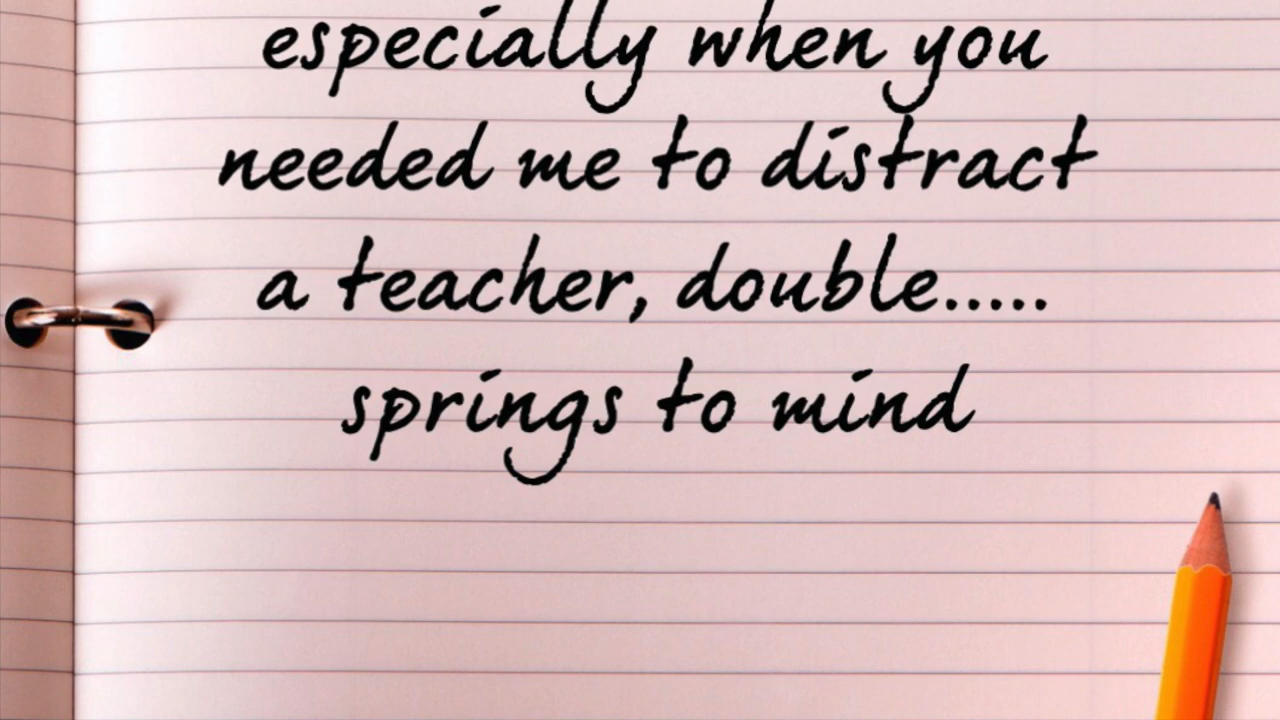 especially when you
needed me to distract
a teacher, double.....
springs to mind